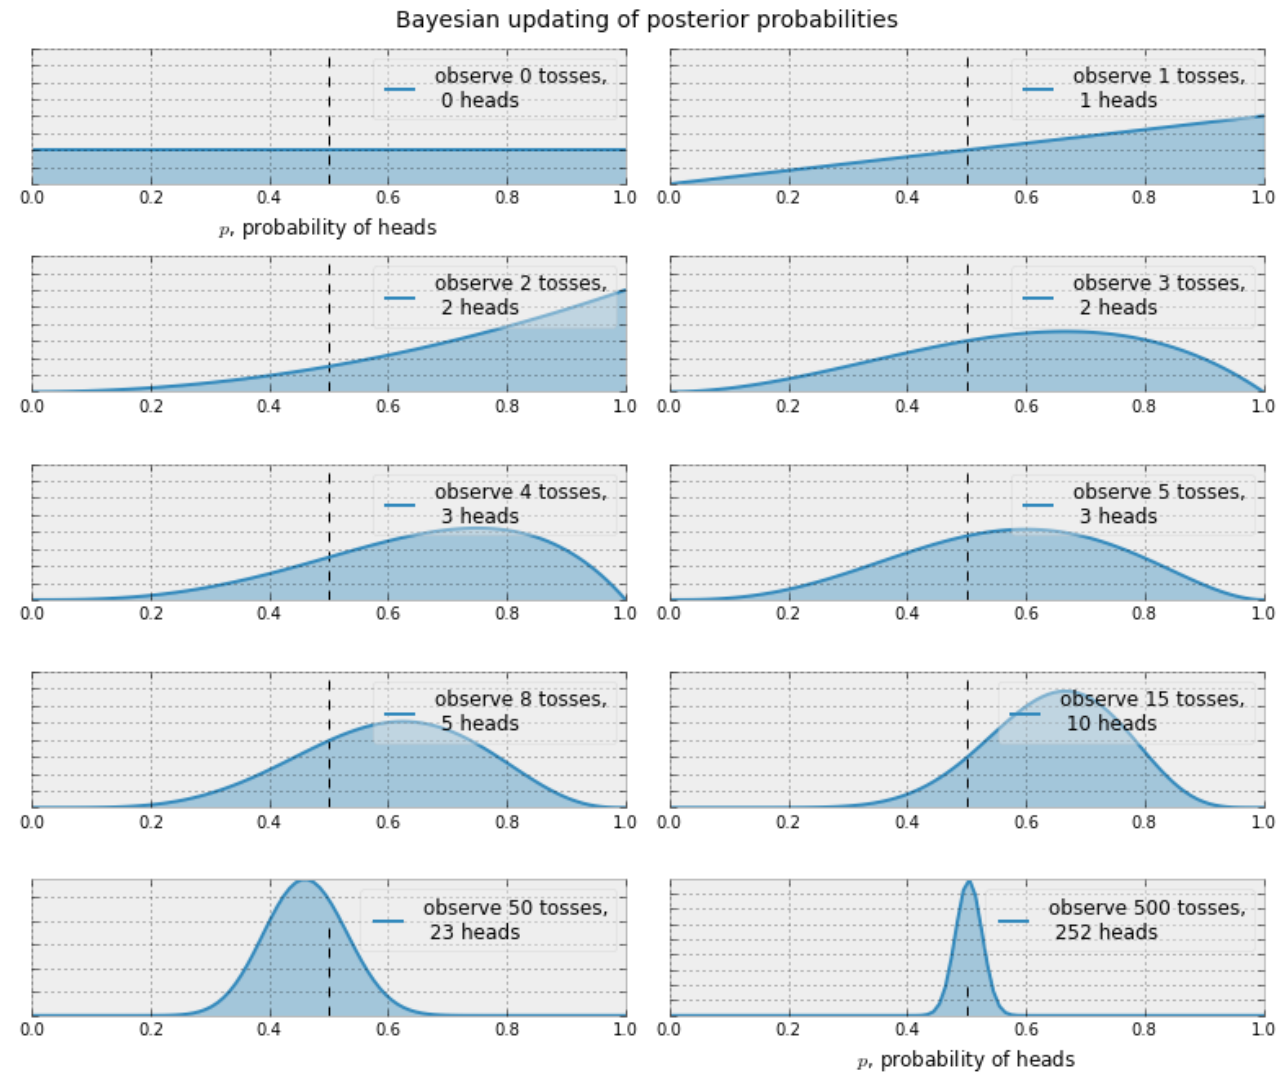 Bayesian updating of posterior probabilities
observe 0 tosses,
0 heads
0.0 0.2 0.4 0.6 0.8 1.0
p, probability of heads
observe 1 tosses,
1 heads
0.0 0.2 0.4 0.6 0.8 1.0
observe 2 tosses,
2 heads
0.0 0.2 0.4 0.6 0.8 1.0
observe 3 tosses,
2 heads
0.0 0.2 0.4 0.6 0.8 1.0
observe 4 tosses,
3 heads
0.0 0.2 0.4 0.6 0.8 1.0
observe 5 tosses,
3 heads
0.0 0.2 0.4 0.6 0.8 1.0
observe 8 tosses,
5 heads
0.0 0.2 0.4 0.6 0.8 1.0
observe 15 tosses,
10 heads
0.0 0.2 0.4 0.6 0.8 1.0
observe 50 tosses,
23 heads
0.0 0.2 0.4 0.6 0.8 1.0
observe 500 tosses,
252 heads
0.0 0.2 0.4 0.6 0.8 1.0
p, probability of heads